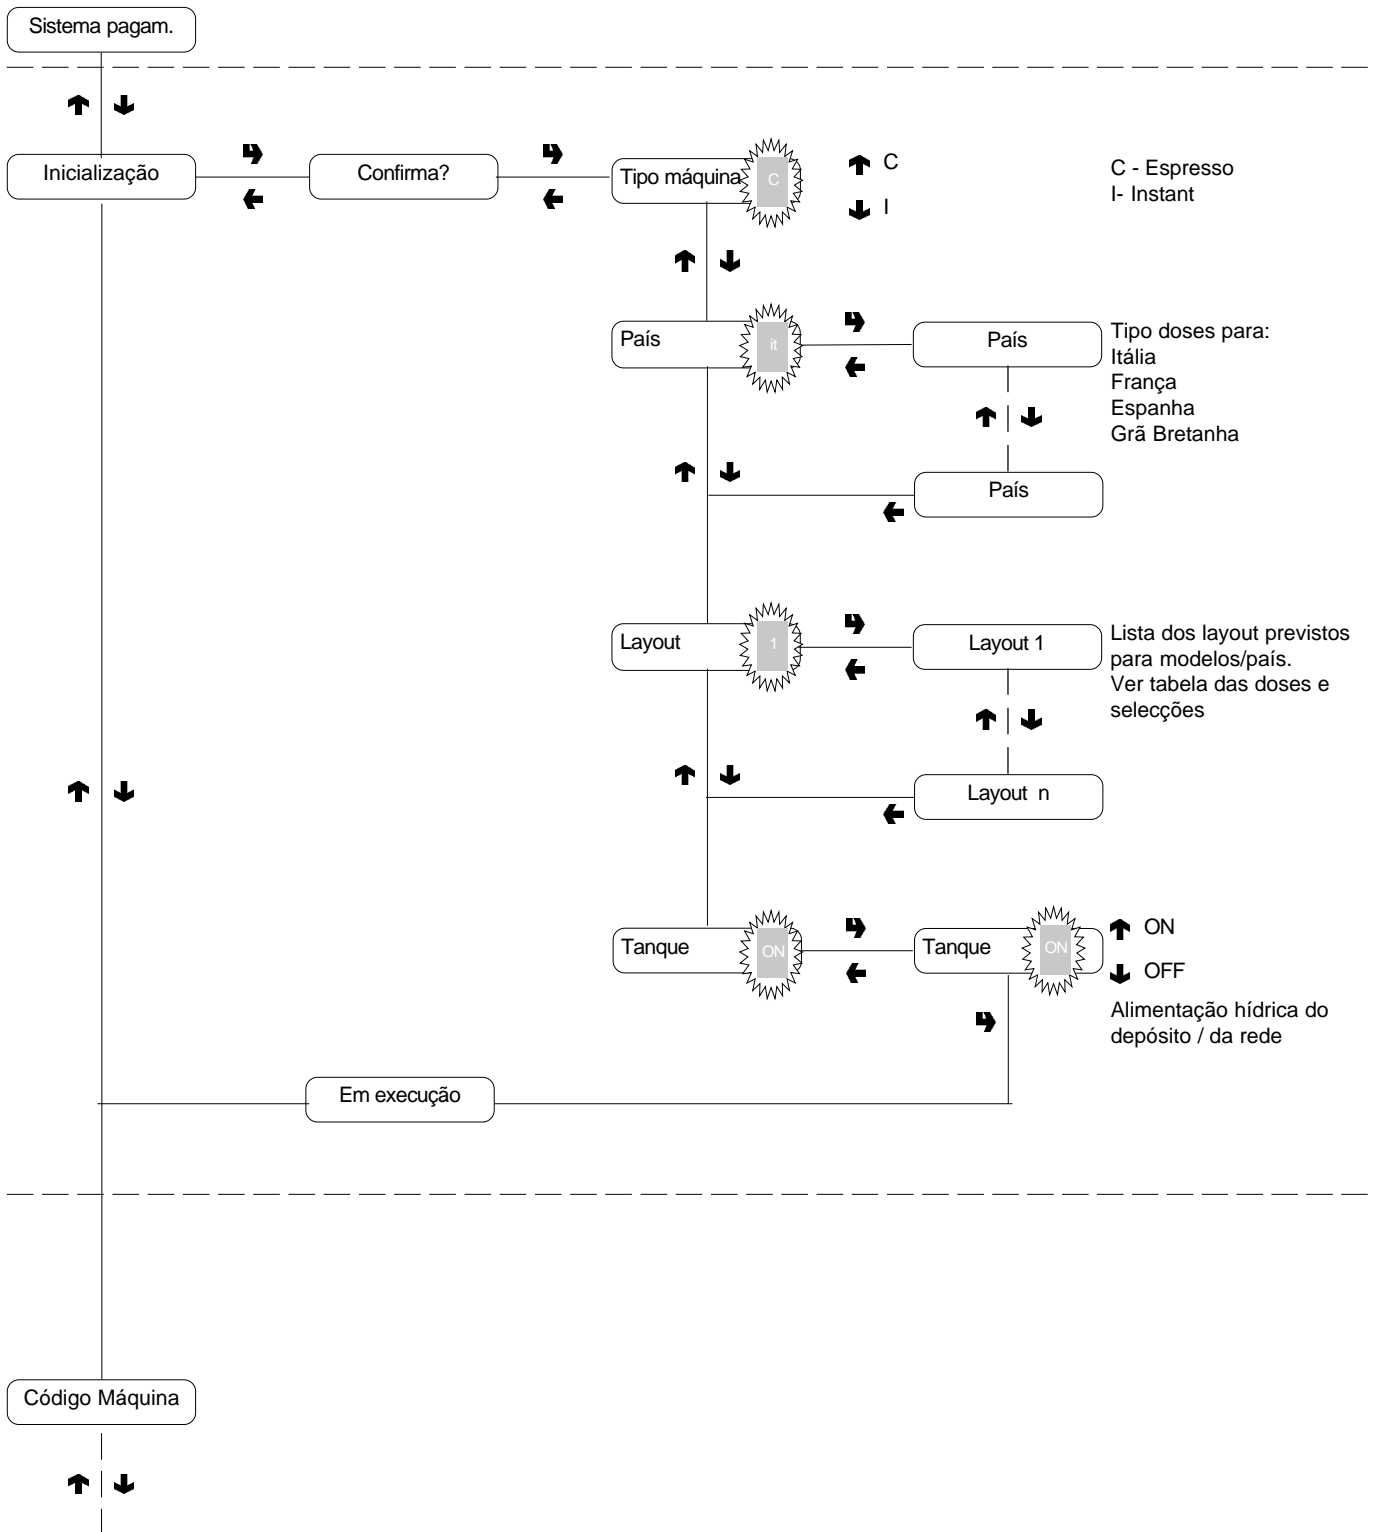 Sistema pagam.
Inicialização
Confirma?
Tipo máquina
C
C
I
C - Espresso
I- Instant
País
it
País
Tipo doses para:
Itália
França
Espanha
Grã Bretanha
País
Layout
1
Layout 1
Lista dos layout previstos
para modelos/país.
Ver tabela das doses e
selecções
Layout n
Tanque
ON
Tanque
ON
ON
OFF
Alimentação hídrica do
depósito / da rede
Em execução
Código Máquina